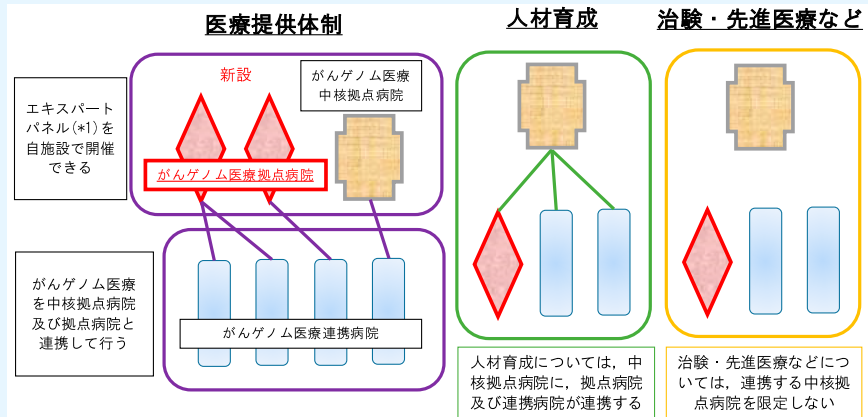 医療提供体制
人材育成
治験・先進医療など
エキスパート
パネル(*1)を
自施設で開催
できる
新設
がんゲノム医療
中核拠点病院
がんゲノム医療拠点病院
がんゲノム医療
を中核拠点病院
及び拠点病院と
連携して行う
がんゲノム医療連携病院
人材育成については，中
核拠点病院に，拠点病院
及び連携病院が連携する
治験・先進医療などにつ
いては，連携する中核拠
点病院を限定しない